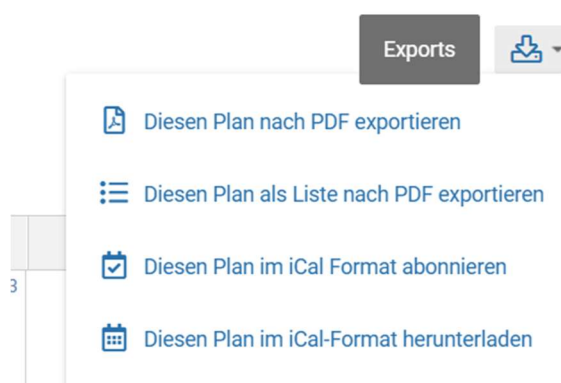 Exports
Diesen Plan nach PDF exportieren
Diesen Plan als Liste nach PDF exportieren
Diesen Plan im iCal Format abonnieren
3
Diesen Plan im iCal-Format herunterladen